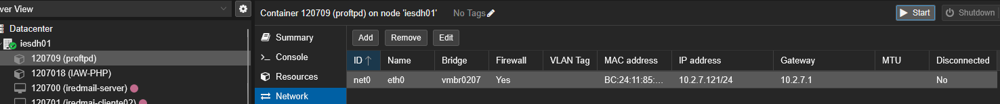 ver View
Container 120709 (proftpd) on node 'iesdh01' No Tags Start Shutdown
Datacenter
iesdh01
120709 (proftpd)
1207018 (IAW-PHP)
120700 (iredmail-server)
120701 (iredmai-cliente02)
Summary
Console
Resources
Network
Add Remove Edit
ID Name Bridge Firewall VLAN Tag MAC address IP address Gateway MTU Disconnected
net0 eth0 vmbr0207 Yes BC:24:11:85:... 10.2.7.121/24 10.2.7.1 No